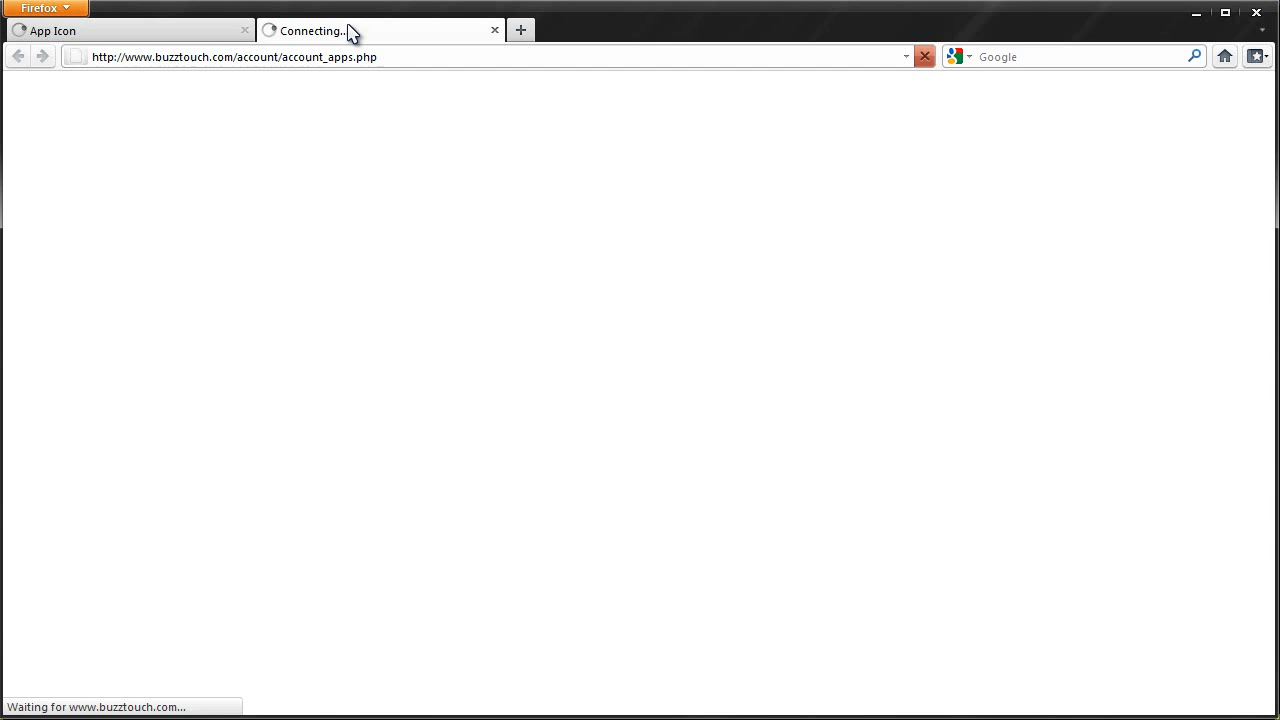 Firefox
App Icon
Connecting...
http://www.buzztouch.com/account/account_apps.php
Google
Waiting for www.buzztouch.com...